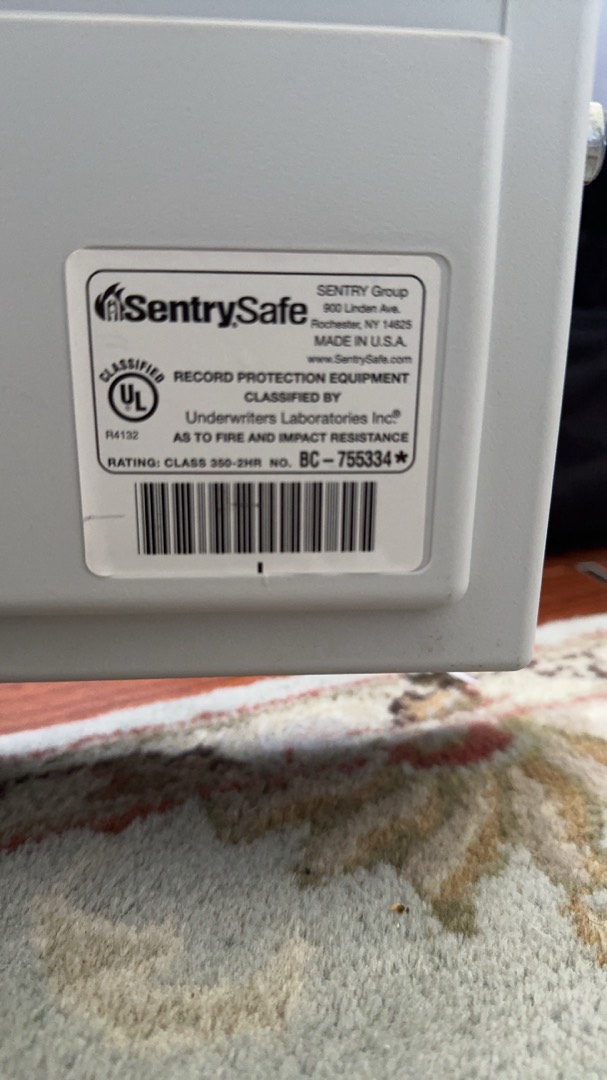 SentrySafe
SENTRY Group
900 Linden Ave.
Rochester, NY 14625
MADE IN U.S.A.
www.SentrySafe.com
CLASSIFIED
UL
R4132
RECORD PROTECTION EQUIPMENT
CLASSIFIED BY
Underwriters Laboratories Inc.®
AS TO FIRE AND IMPACT RESISTANCE
RATING: CLASS 350-2HR NO. BC-755334*